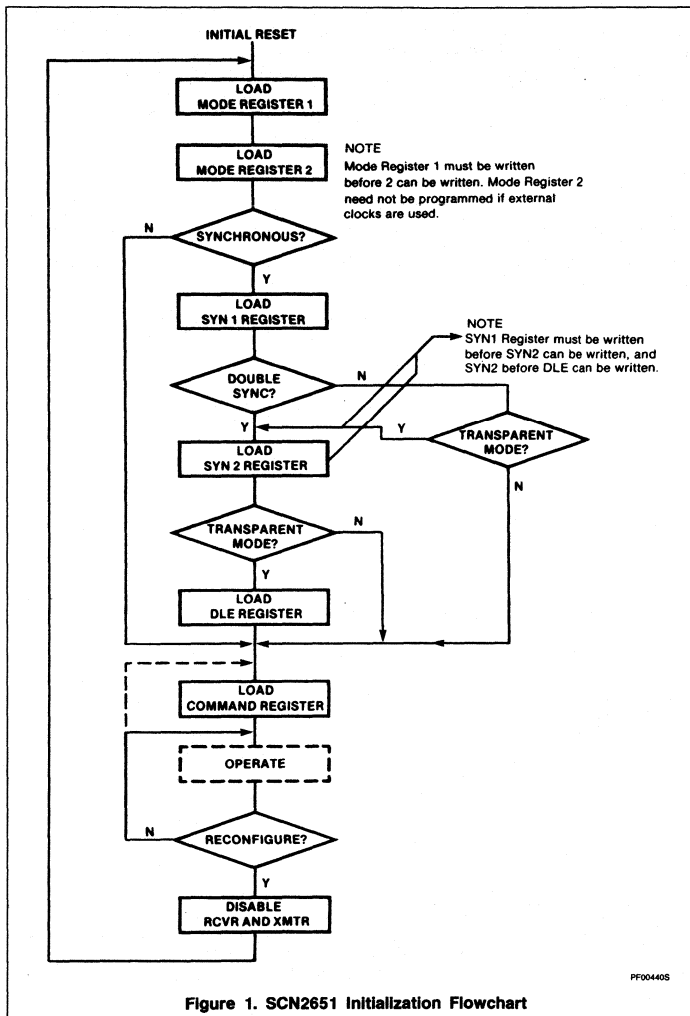 INITIAL RESET
LOAD
MODE REGISTER 1
LOAD
MODE REGISTER 2
NOTE
Mode Register 1 must be written
before 2 can be written. Mode Register 2
need not be programmed if external
clocks are used.
N
SYNCHRONOUS?
Y
LOAD
SYN 1 REGISTER
NOTE
SYN1 Register must be written
before SYN2 can be written, and
SYN2 before DLE can be written.
DOUBLE
SYNC?
N
Y
Y
TRANSPARENT
MODE?
LOAD
SYN 2 REGISTER
N
TRANSPARENT
MODE?
N
Y
LOAD
DLE REGISTER
LOAD
COMMAND REGISTER
OPERATE
N
RECONFIGURE?
Y
DISABLE
RCVR AND XMTR
PF00440S
Figure 1. SCN2651 Initialization Flowchart